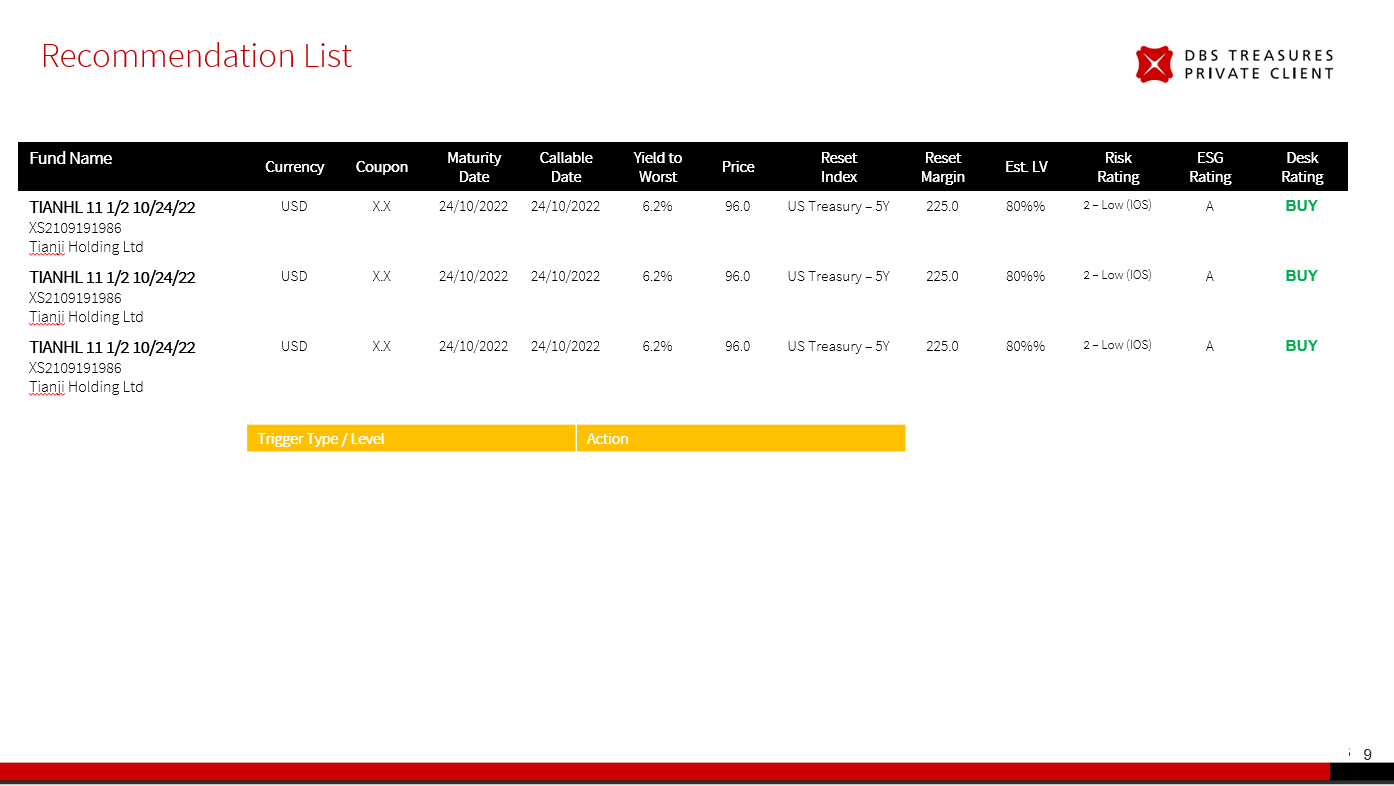 Recommendation List
DBS TREASURES
PRIVATE CLIENT
Fund Name Currency Coupon Maturity Date Callable Date Yield to Worst Price Reset Index Reset Margin Est. LV Risk Rating ESG Rating Desk Rating
TIANHL 11 1/2 10/24/22 USD X.X 24/10/2022 24/10/2022 6.2% 96.0 US Treasury – 5Y 225.0 80%% 2 – Low (IOS) A BUY
XS2109191986
Tianji Holding Ltd
TIANHL 11 1/2 10/24/22 USD X.X 24/10/2022 24/10/2022 6.2% 96.0 US Treasury – 5Y 225.0 80%% 2 – Low (IOS) A BUY
XS2109191986
Tianji Holding Ltd
TIANHL 11 1/2 10/24/22 USD X.X 24/10/2022 24/10/2022 6.2% 96.0 US Treasury – 5Y 225.0 80%% 2 – Low (IOS) A BUY
XS2109191986
Tianji Holding Ltd
Trigger Type / Level Action
9